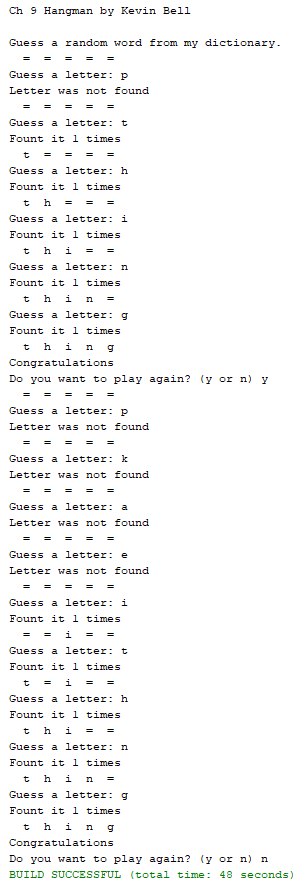 Ch 9 Hangman by Kevin Bell
Guess a random word from my dictionary.
= = = = =
Guess a letter: p
Letter was not found
= = = = =
Guess a letter: t
Fount it 1 times
t = = = =
Guess a letter: h
Fount it 1 times
t h = = =
Guess a letter: i
Fount it 1 times
t h i = =
Guess a letter: n
Fount it 1 times
t h i n =
Guess a letter: g
Fount it 1 times
t h i n g
Congratulations
Do you want to play again? (y or n) y
= = = = =
Guess a letter: p
Letter was not found
= = = = =
Guess a letter: k
Letter was not found
= = = = =
Guess a letter: a
Letter was not found
= = = = =
Guess a letter: e
Letter was not found
= = = = =
Guess a letter: i
Fount it 1 times
= = i = =
Guess a letter: t
Fount it 1 times
t = i = =
Guess a letter: h
Fount it 1 times
t h i = =
Guess a letter: n
Fount it 1 times
t h i n =
Guess a letter: g
Fount it 1 times
t h i n g
Congratulations
Do you want to play again? (y or n) n
BUILD SUCCESSFUL (total time: 48 seconds)